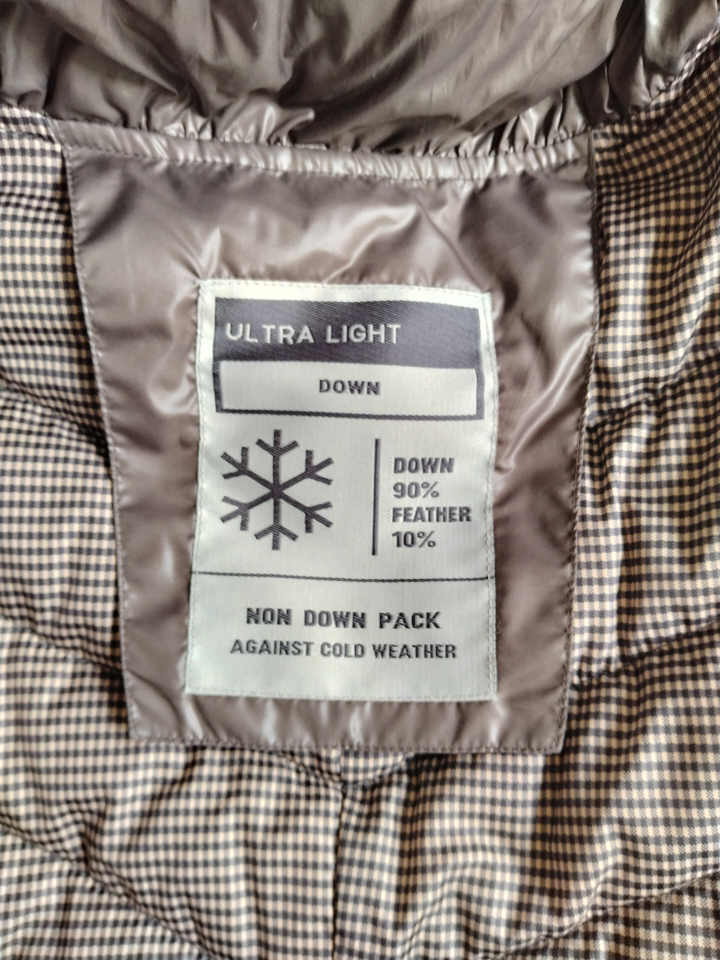 ULTRA LIGHT
DOWN
DOWN
90%
FEATHER
10%
NON DOWN PACK
AGAINST COLD WEATHER